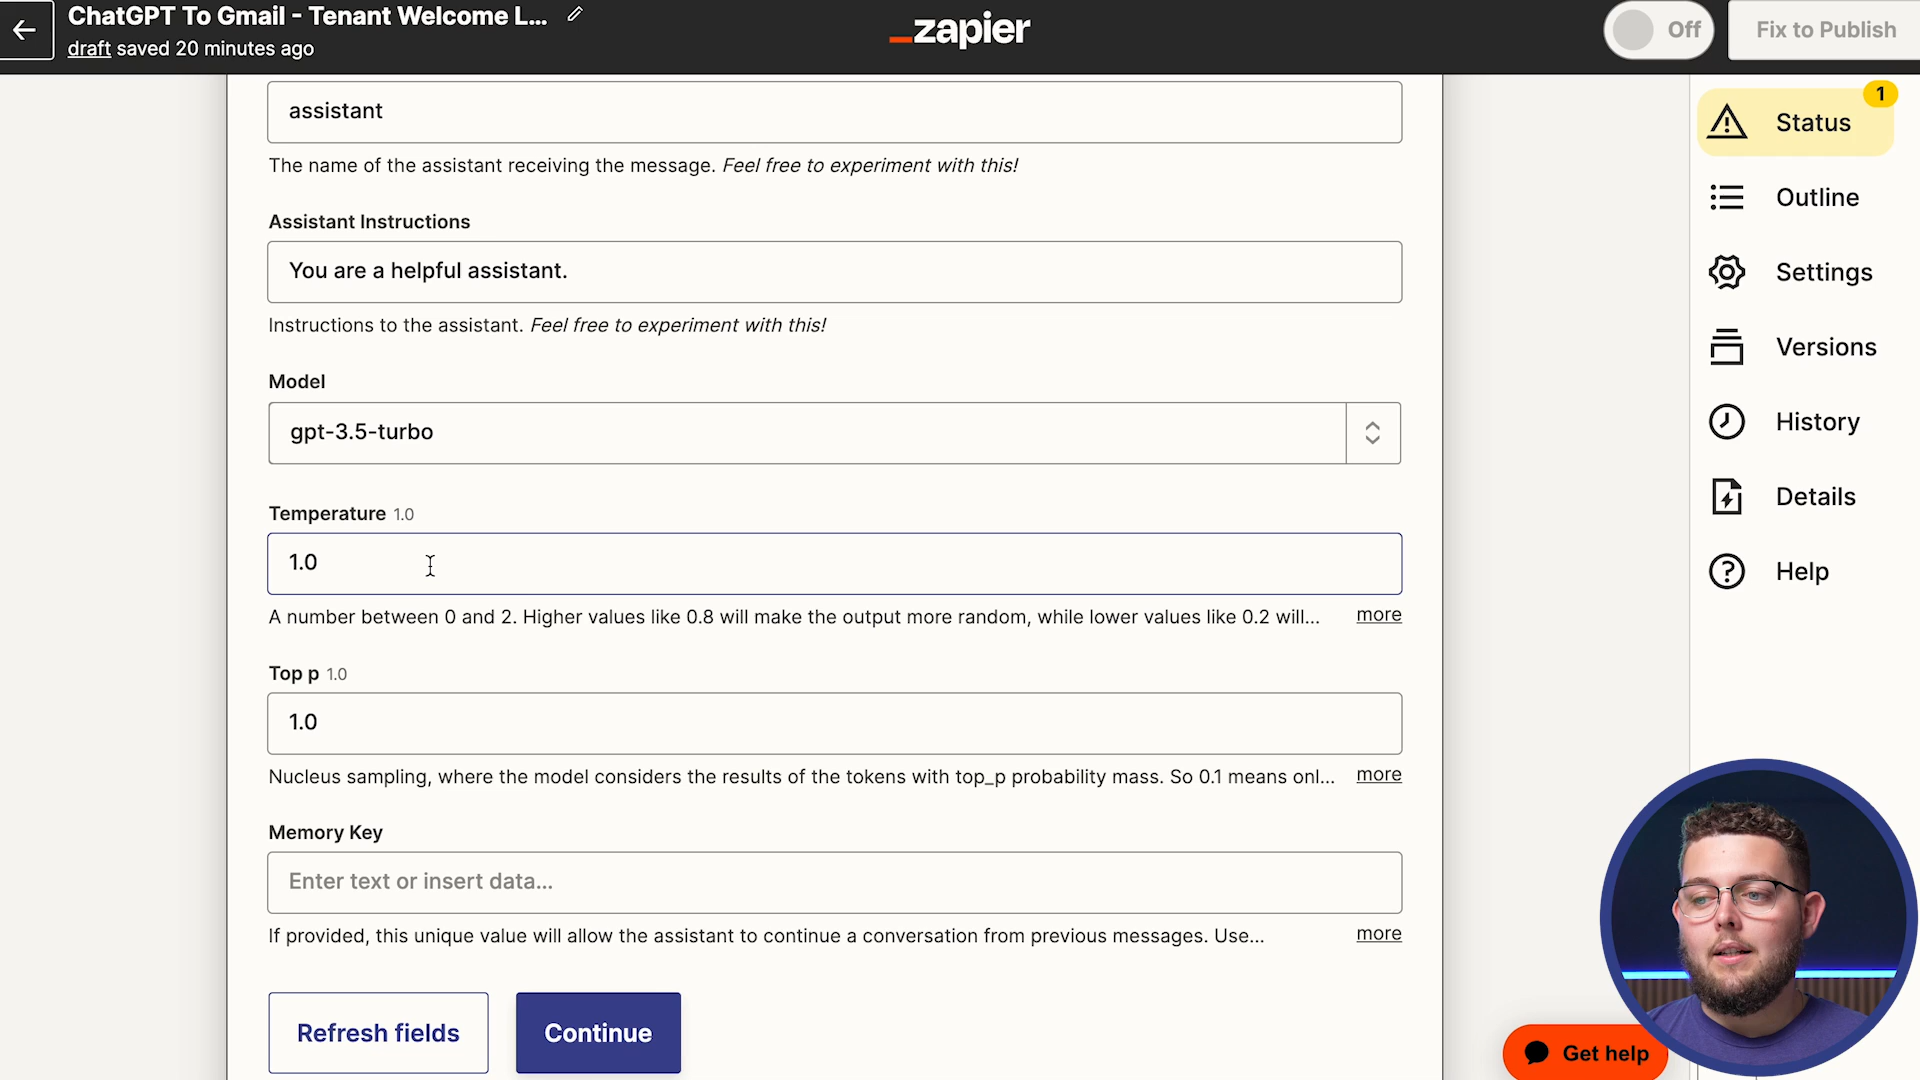 ChatGPT To Gmail - Tenant Welcome L...
draft saved 20 minutes ago
zapier
Off
Fix to Publish
assistant
The name of the assistant receiving the message. Feel free to experiment with this!
Assistant Instructions
You are a helpful assistant.
Instructions to the assistant. Feel free to experiment with this!
Model
gpt-3.5-turbo
Temperature 1.0
1.0
A number between 0 and 2. Higher values like 0.8 will make the output more random, while lower values like 0.2 will... more
Top p 1.0
1.0
Nucleus sampling, where the model considers the results of the tokens with top_p probability mass. So 0.1 means onl... more
Memory Key
Enter text or insert data...
If provided, this unique value will allow the assistant to continue a conversation from previous messages. Use... more
Refresh fields
Continue
1
Status
Outline
Settings
Versions
History
Details
Help
Get help